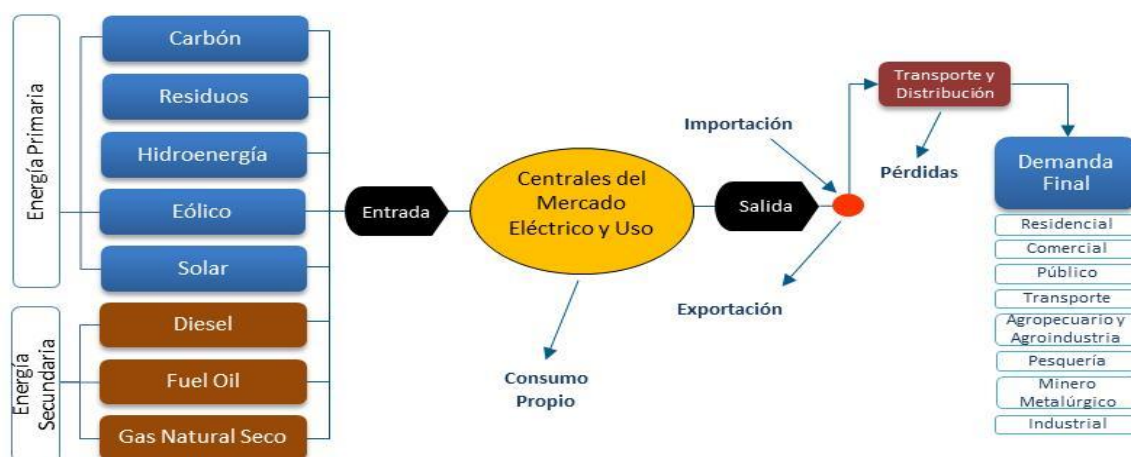 Energía Primaria
Carbón
Residuos
Hidroenergía
Eólico
Solar
Energía
Secundaria
Diesel
Fuel Oil
Gas Natural Seco
Entrada
Centrales del
Mercado
Eléctrico y Uso
Consumo
Propio
Salida
Importación
Exportación
Transporte y
Distribución
Pérdidas
Demanda
Final
Residencial
Comercial
Público
Transporte
Agropecuario y
Agroindustria
Pesquería
Minero
Metalúrgico
Industrial